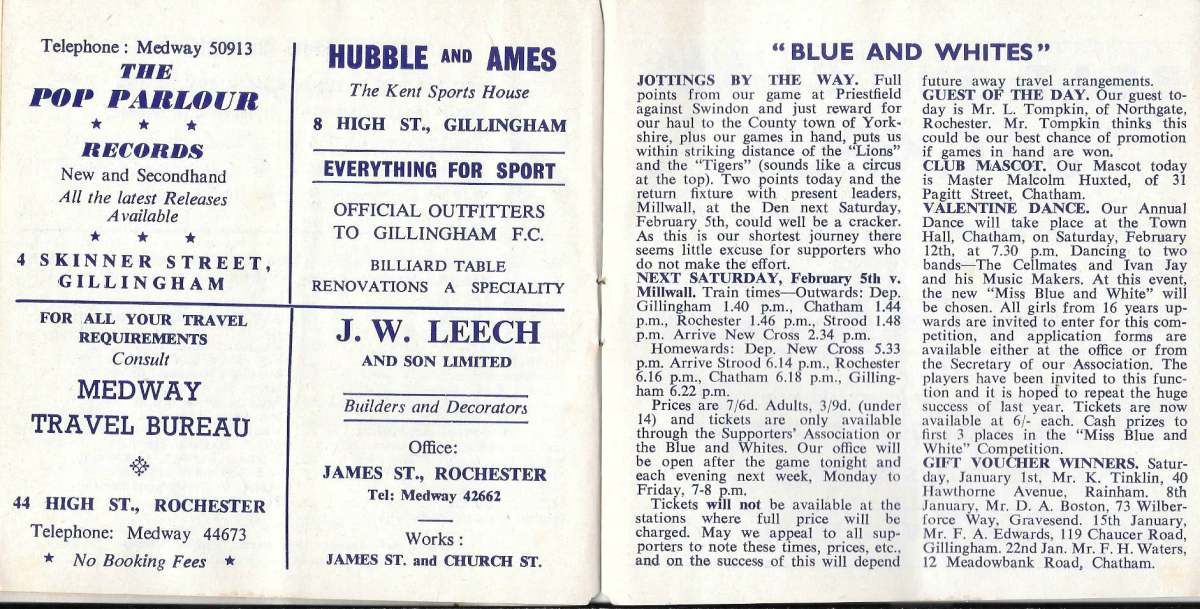 Telephone: Medway 50913
THE
POP PARLOUR
★ ★ ★
RECORDS
New and Secondhand
All the latest Releases
Available
★ ★ ★
4 SKINNER STREET,
GILLINGHAM
HUBBLE AND AMES
The Kent Sports House
8 HIGH ST., GILLINGHAM
EVERYTHING FOR SPORT
OFFICIAL OUTFITTERS
TO GILLINGHAM F.C.
BILLIARD TABLE
RENOVATIONS A SPECIALITY
FOR ALL YOUR TRAVEL
REQUIREMENTS
Consult
MEDWAY
TRAVEL BUREAU
44 HIGH ST., ROCHESTER
Telephone: Medway 44673
★ No Booking Fees ★
J. W. LEECH
AND SON LIMITED
Builders and Decorators
Office:
JAMES ST., ROCHESTER
Tel: Medway 42662
Works :
JAMES ST. and CHURCH ST.
"BLUE AND WHITES"
JOTTINGS BY THE WAY. Full
points from our game at Priestfield
against Swindon and just reward for
our haul to the County town of York-
shire, plus our games in hand, puts us
within striking distance of the "Lions"
and the "Tigers" (sounds like a circus
at the top). Two points today and the
return fixture with present leaders,
Millwall, at the Den next Saturday,
February 5th, could well be a cracker.
As this is our shortest journey there
seems little excuse for supporters who
do not make the effort.
NEXT SATURDAY, February 5th v.
Millwall. Train times—Outwards: Dep.
Gillingham 1.40 p.m., Chatham 1.44
p.m., Rochester 1.46 p.m., Strood 1.48
p.m. Arrive New Cross 2.34 p.m.
Homewards: Dep. New Cross 5.33
p.m. Arrive Strood 6.14 p.m., Rochester
6.16 p.m., Chatham 6.18 p.m., Gilling-
ham 6.22 p.m.
Prices are 7/6d. Adults, 3/9d. (under
14) and tickets are only available
through the Supporters' Association or
the Blue and Whites. Our office will
be open after the game tonight and
each evening next week, Monday to
Friday, 7-8 p.m.
Tickets will not be available at the
stations where full price will be
charged. May we appeal to all sup-
porters to note these times, prices, etc.,
and on the success of this will depend
future away travel arrangements.
GUEST OF THE DAY. Our guest to-
day is Mr. L. Tompkin, of Northgate,
Rochester. Mr. Tompkin thinks this
could be our best chance of promotion
if games in hand are won.
CLUB MASCOT. Our Mascot today
is Master Malcolm Huxted, of 31
Pagitt Street, Chatham.
VALENTINE DANCE. Our Annual
Dance will take place at the Town
Hall, Chatham, on Saturday, February
12th, at 7.30 p.m. Dancing to two
bands—The Cellmates and Ivan Jay
and his Music Makers. At this event,
the new "Miss Blue and White" will
be chosen. All girls from 16 years up-
wards are invited to enter for this com-
petition, and application forms are
available either at the office or from
the Secretary of our Association. The
players have been invited to this func-
tion and it is hoped to repeat the huge
success of last year. Tickets are now
available at 6/- each. Cash prizes to
first 3 places in the "Miss Blue and
White" Competition.
GIFT VOUCHER WINNERS. Satur-
day, January 1st, Mr. K. Tinklin, 40
Hawthorne Avenue, Rainham. 8th
January, Mr. D. A. Boston, 73 Wilber-
force Way, Gravesend. 15th January,
Mr. F. A. Edwards, 119 Chaucer Road,
Gillingham. 22nd Jan. Mr. F. H. Waters,
12 Meadowbank Road, Chatham.